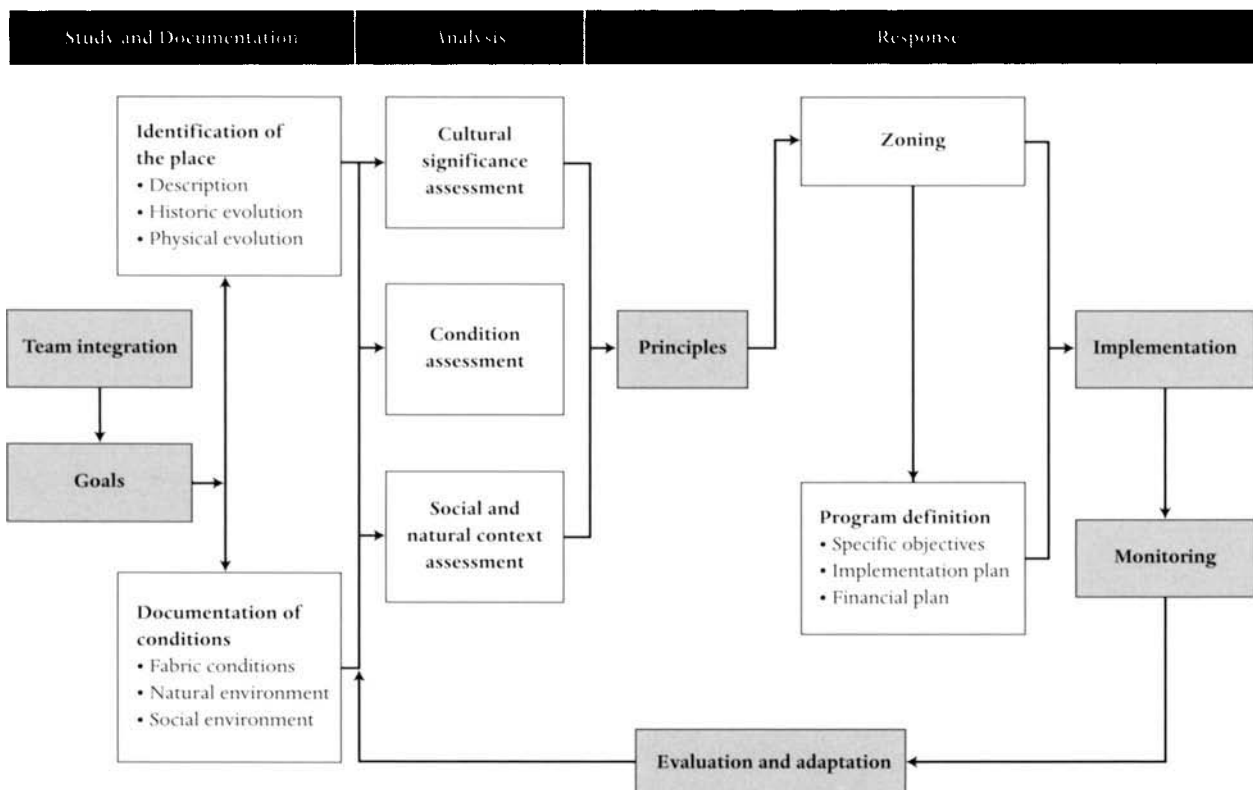 Study and Documentation
Analysis
Response
Identification of
the place
• Description
• Historic evolution
• Physical evolution
Cultural
significance
assessment
Zoning
Team integration
Condition
assessment
Principles
Implementation
Goals
Social and
natural context
assessment
Program definition
• Specific objectives
• Implementation plan
• Financial plan
Monitoring
Documentation of
conditions
• Fabric conditions
• Natural environment
• Social environment
Evaluation and adaptation